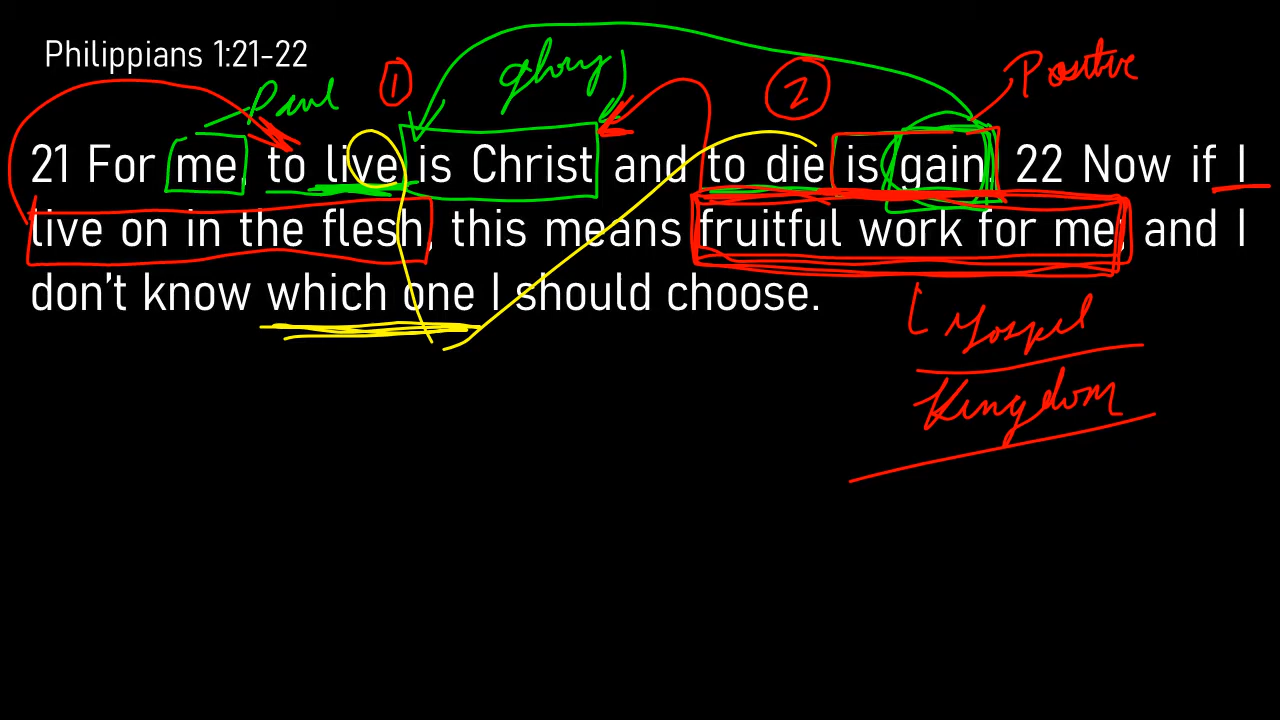 Philippians 1:21-22
Positive
glory
Paul
1
2
21 For me, to live is Christ and to die is gain. 22 Now if I
live on in the flesh, this means fruitful work for me; and I
don't know which one I should choose.
Gospel
Kingdom